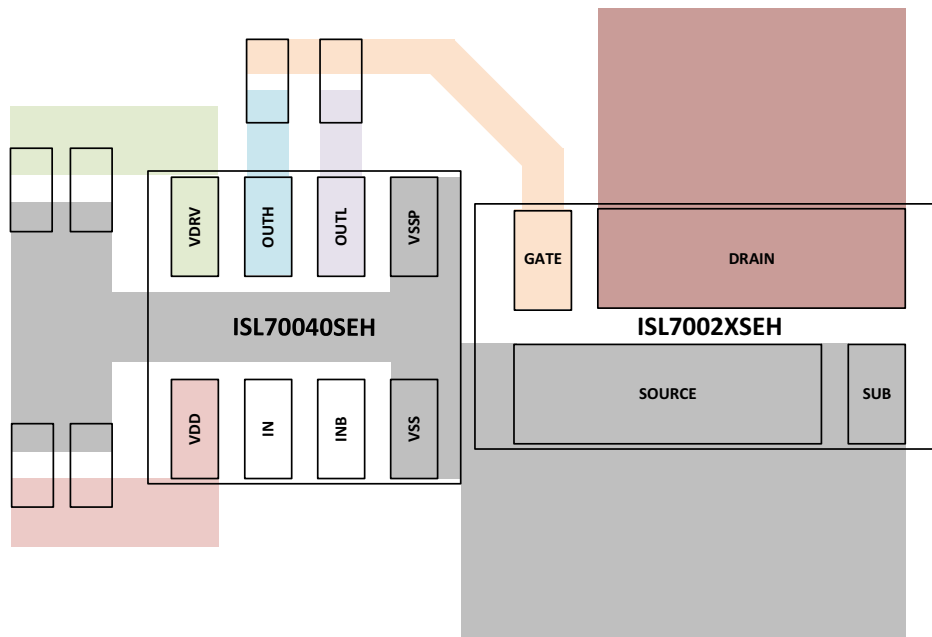 VDRV
OUTH
OUTL
VSSP
GATE
DRAIN
ISL70040SEH
ISL7002XSEH
VDD
IN
INB
VSS
SOURCE
SUB